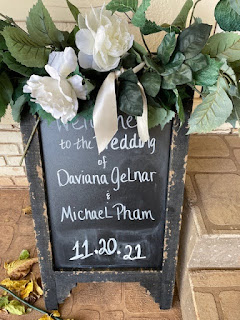 Welcome
to the Wedding
of
Daviana Gelnar
&
Michael Pham
11.20.21